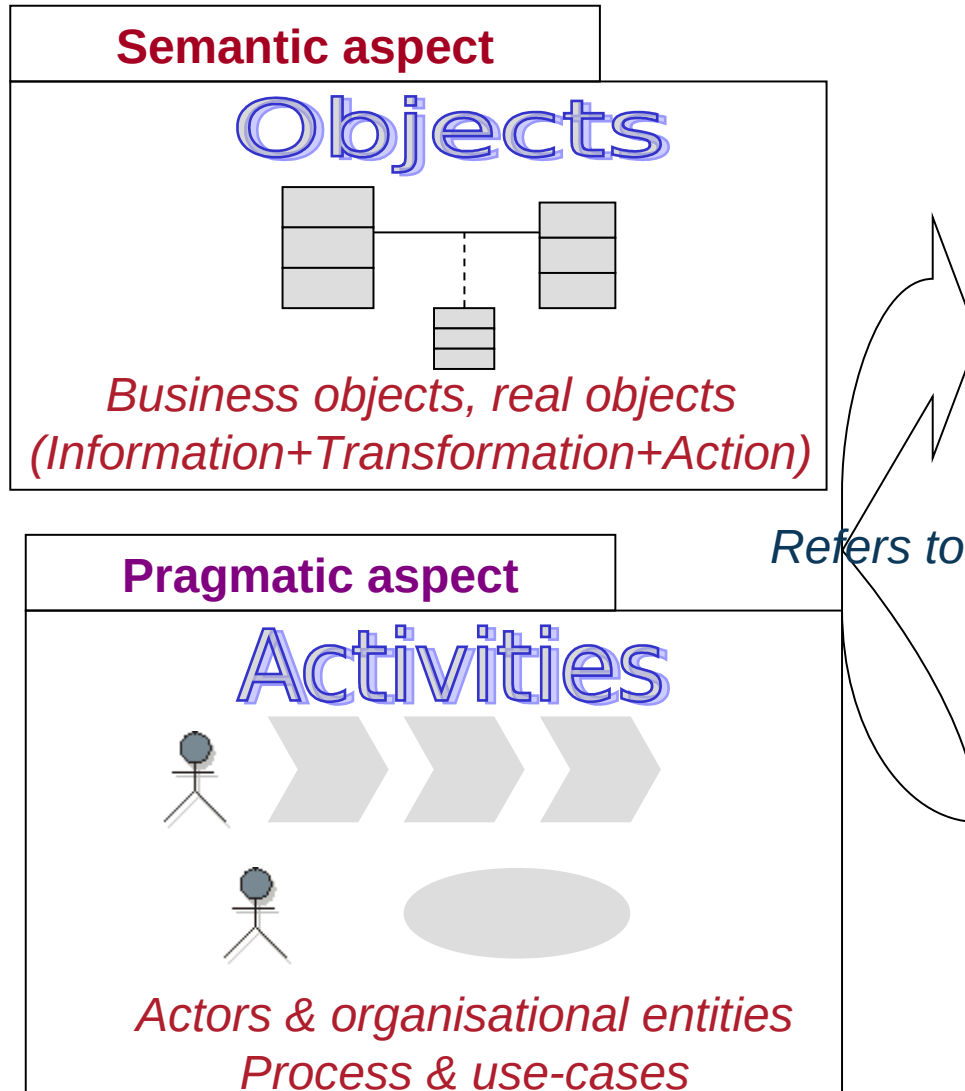 Semantic aspect
Objects
Business objects, real objects
(Information+Transformation+Action)
Refers to
Pragmatic aspect
Activities
Actors & organisational entities
Process & use-cases